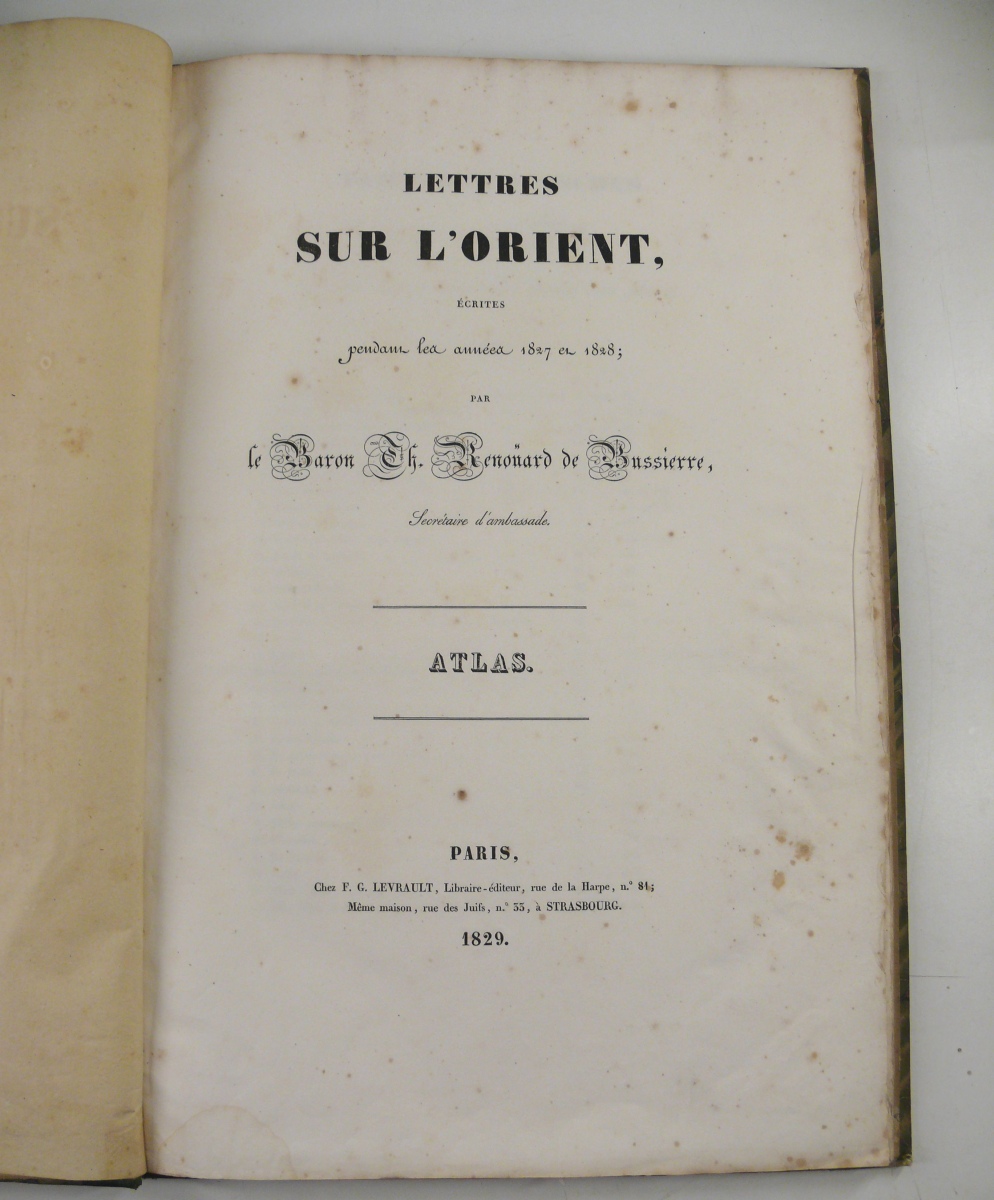 LETTRES
SUR L'ORIENT,
ÉCRITES
pendant les années 1827 et 1828;
PAR
le Baron Th. Renoüard de Bussierre,
Secrétaire d'ambassade.
ATLAS.
PARIS,
Chez F. G. LEVRAULT, Libraire-éditeur, rue de la Harpe, n.° 81;
Même maison, rue des Juifs, n.° 33, à STRASBOURG.
1829.